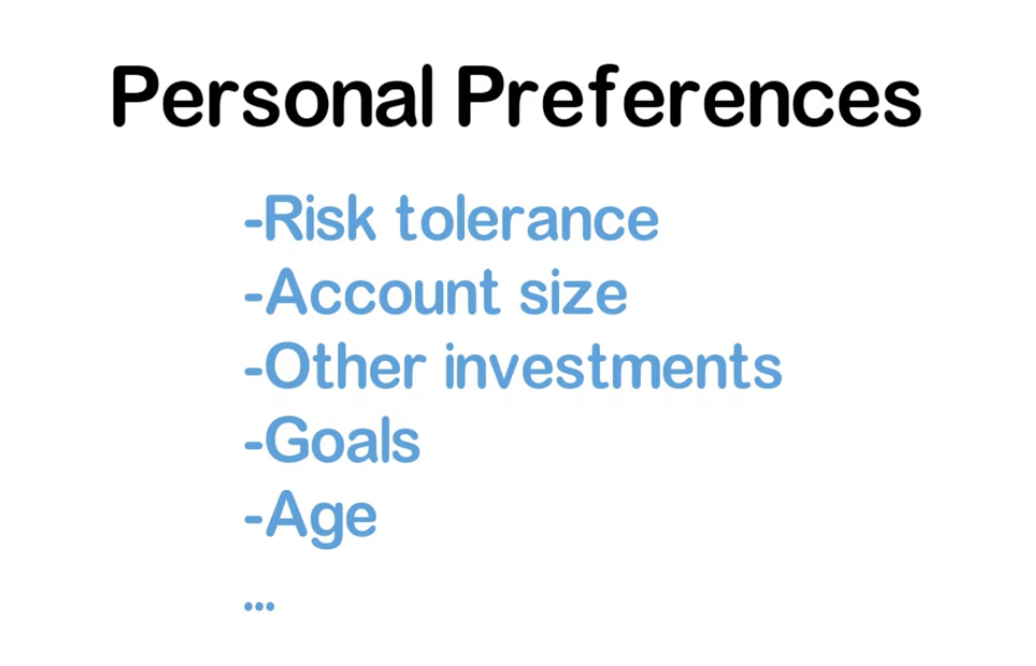 Personal Preferences
-Risk tolerance
-Account size
-Other investments
-Goals
-Age
...